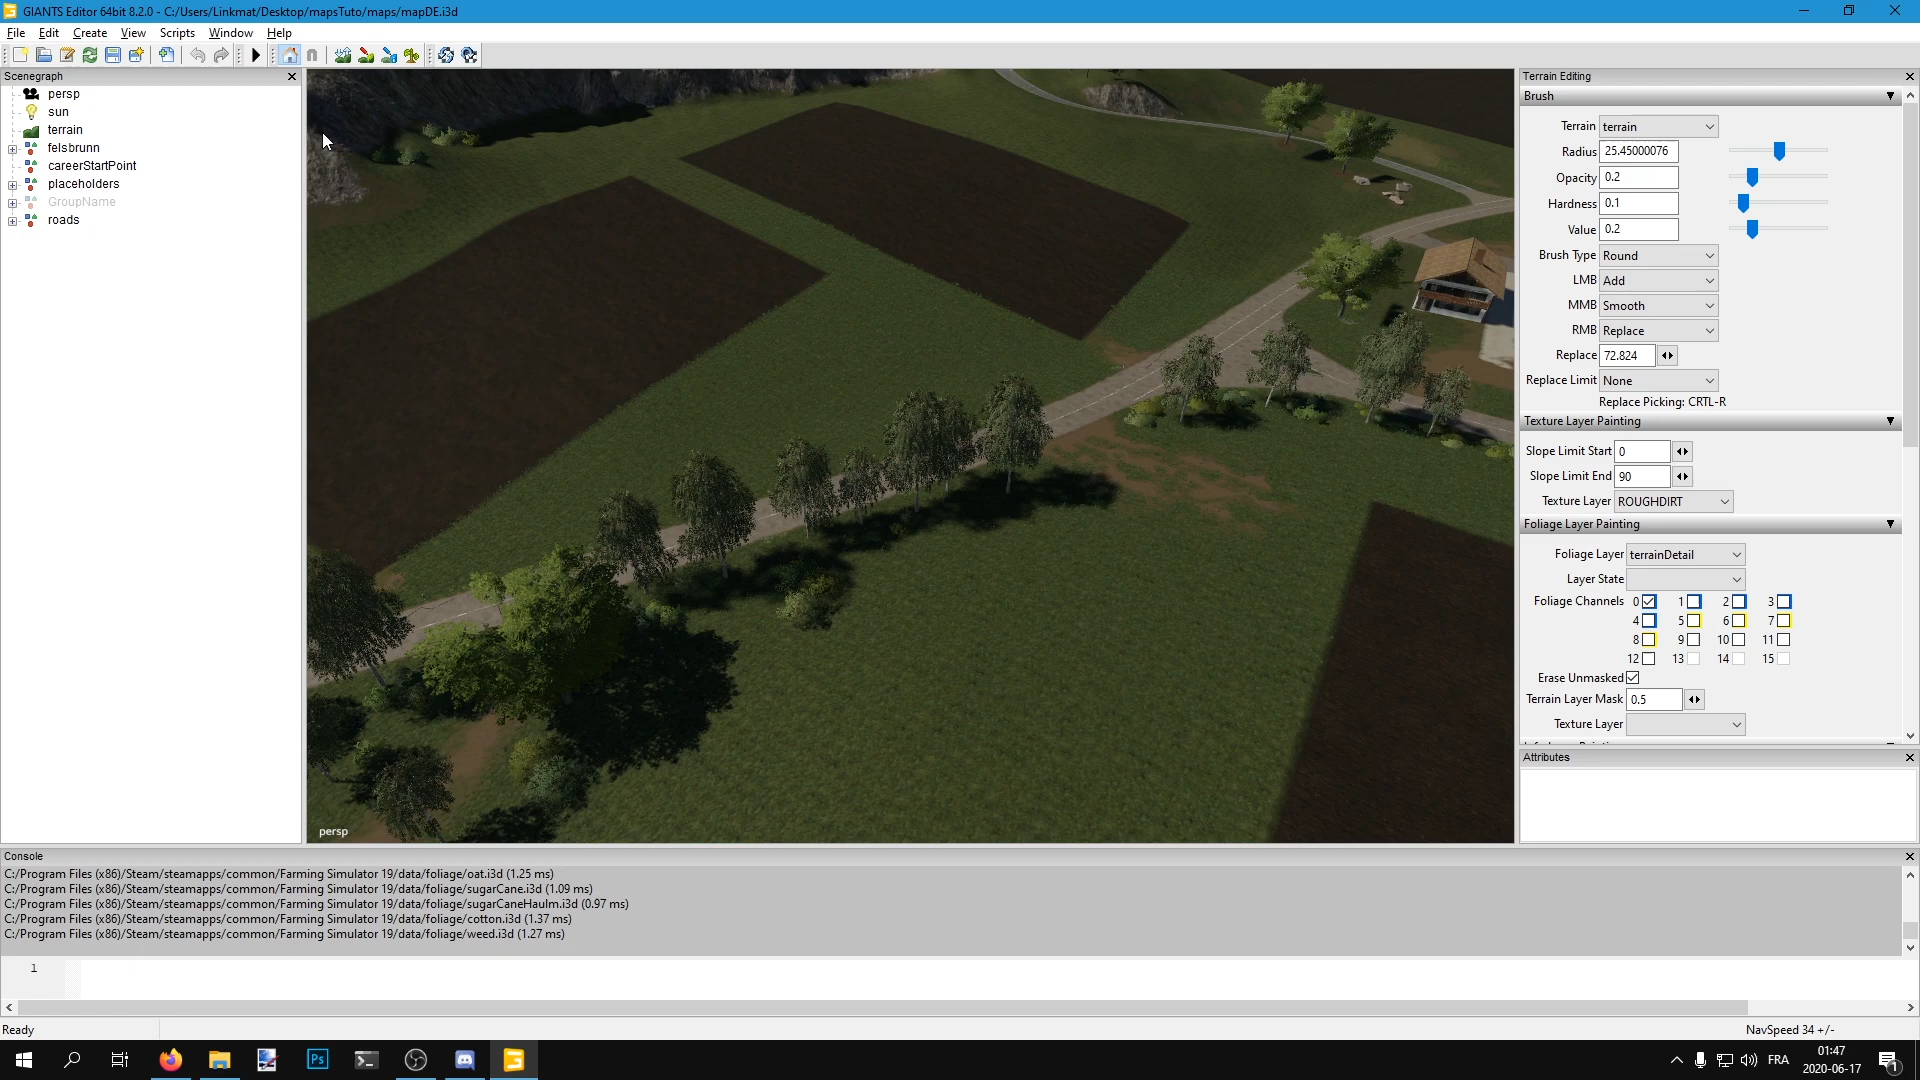 GIANTS Editor 64bit 8.2.0 - C:/Users/Linkmat/Desktop/mapsTuto/maps/mapDE.i3d
File Edit Create View Scripts Window Help
Scenegraph
persp
sun
terrain
felsbrunn
careerStartPoint
placeholders
GroupName
roads
persp
Terrain Editing
Brush
Terrain terrain
Radius 25.45000076
Opacity 0.2
Hardness 0.1
Value 0.2
Brush Type Round
LMB Add
MMB Smooth
RMB Replace
Replace 72.824
Replace Limit None
Replace Picking: CRTL-R
Texture Layer Painting
Slope Limit Start 0
Slope Limit End 90
Texture Layer ROUGHDIRT
Foliage Layer Painting
Foliage Layer terrainDetail
Layer State
Foliage Channels 0 1 2 3
4 5 6 7
8 9 10 11
12 13 14 15
Erase Unmasked
Terrain Layer Mask 0.5
Texture Layer
Attributes
Console
C:/Program Files (x86)/Steam/steamapps/common/Farming Simulator 19/data/foliage/oat.i3d (1.25 ms)
C:/Program Files (x86)/Steam/steamapps/common/Farming Simulator 19/data/foliage/sugarCane.i3d (1.09 ms)
C:/Program Files (x86)/Steam/steamapps/common/Farming Simulator 19/data/foliage/sugarCaneHaulm.i3d (0.97 ms)
C:/Program Files (x86)/Steam/steamapps/common/Farming Simulator 19/data/foliage/cotton.i3d (1.37 ms)
C:/Program Files (x86)/Steam/steamapps/common/Farming Simulator 19/data/foliage/weed.i3d (1.27 ms)
1
Ready
NavSpeed 34 +/-
Ps
FRA
01:47
2020-06-17
1